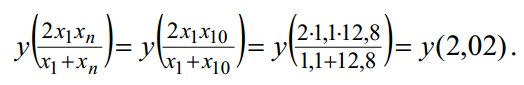 y(2x₁xₙ/x₁+xₙ) = y(2x₁x₁₀/x₁+x₁₀) = y(2·1,1·12,8/1,1+12,8) = y(2,02).